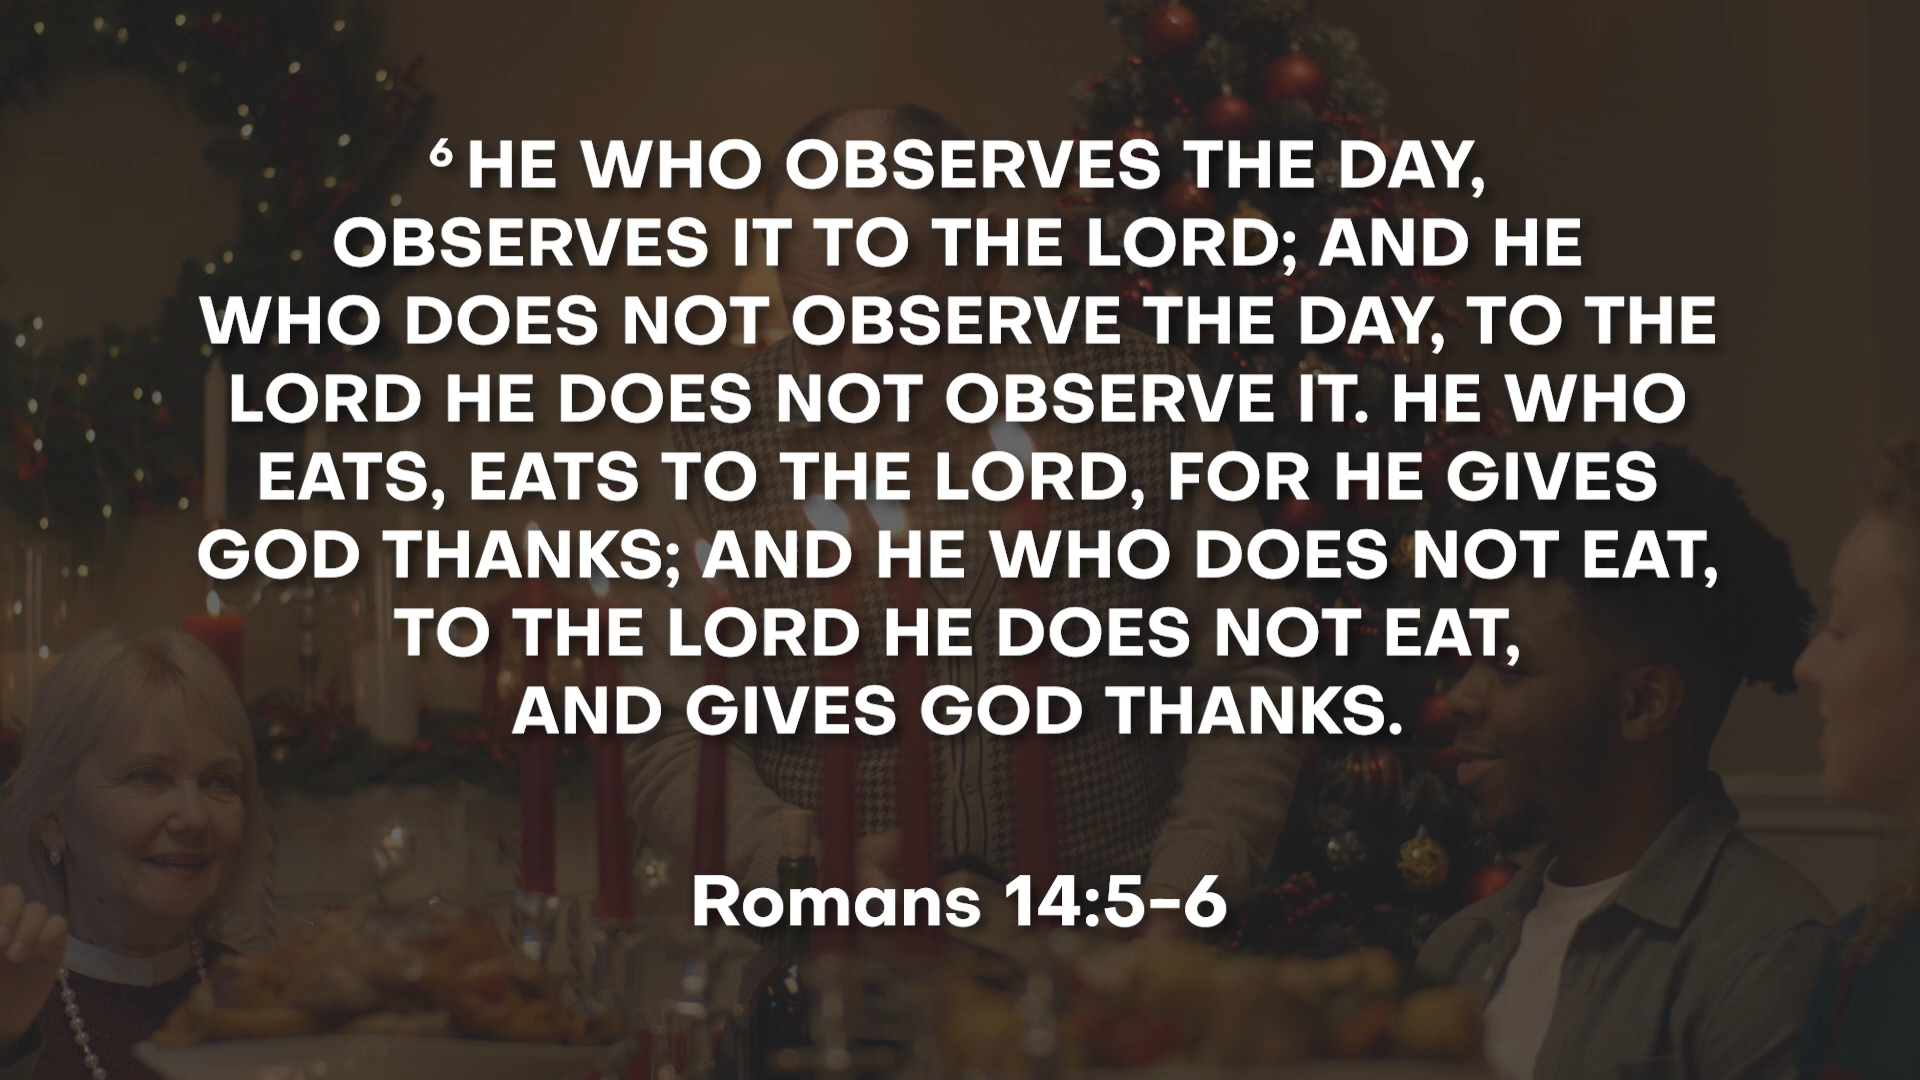 ⁶ HE WHO OBSERVES THE DAY,
OBSERVES IT TO THE LORD; AND HE
WHO DOES NOT OBSERVE THE DAY, TO THE
LORD HE DOES NOT OBSERVE IT. HE WHO
EATS, EATS TO THE LORD, FOR HE GIVES
GOD THANKS; AND HE WHO DOES NOT EAT,
TO THE LORD HE DOES NOT EAT,
AND GIVES GOD THANKS.
Romans 14:5–6